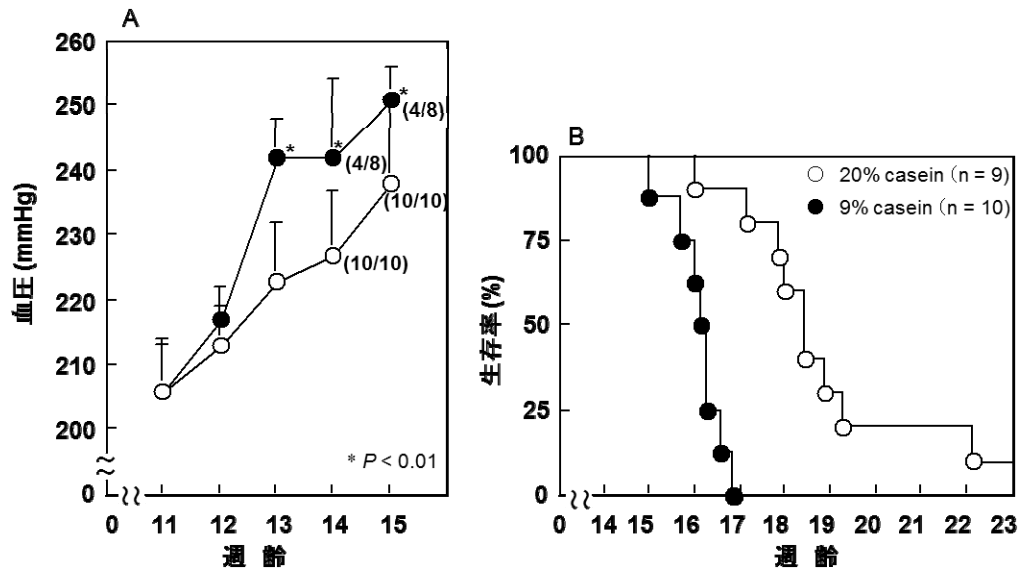 A
260
250
240
230
220
210
200
0
血圧 (mmHg)
*
*
*
(4/8)
(4/8)
(10/10)
(10/10)
* P < 0.01
0 11 12 13 14 15
週 齢
B
100
75
50
25
0
生存率 (%)
20% casein (n = 9)
9% casein (n = 10)
0 14 15 16 17 18 19 20 21 22 23
週 齢